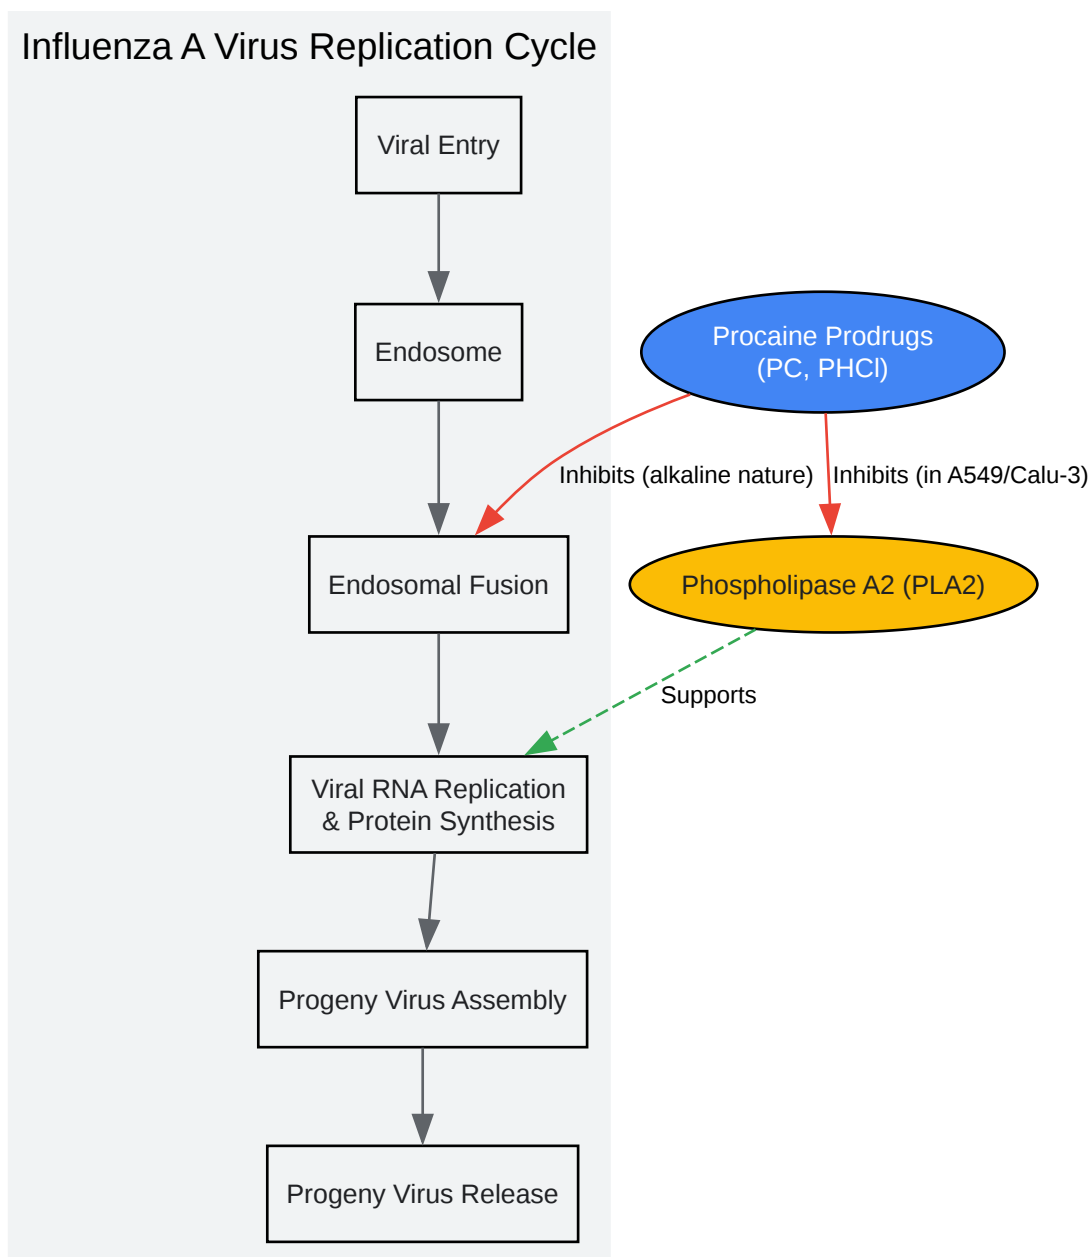 Influenza A Virus Replication Cycle
Viral Entry
Endosome
Procaine Prodrugs
(PC, PHCl)
Inhibits (alkaline nature)
Inhibits (in A549/Calu-3)
Endosomal Fusion
Phospholipase A2 (PLA2)
Supports
Viral RNA Replication
& Protein Synthesis
Progeny Virus Assembly
Progeny Virus Release